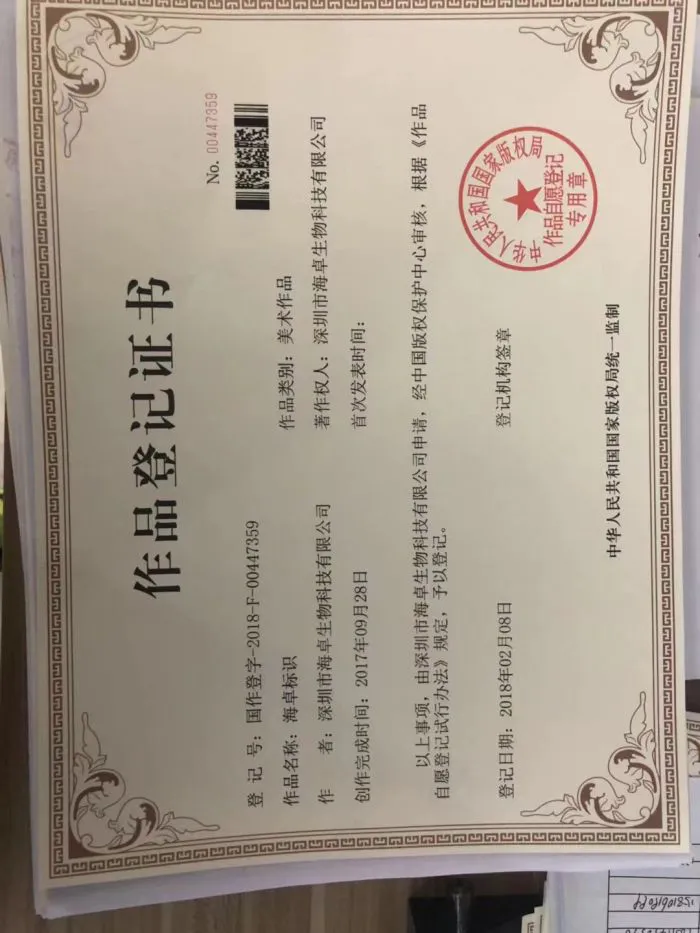 No. 00447359
作品登记证书
登 记 号：国作登字-2018-F-00447359
作品名称：海卓标识 作品类别：美术作品
作 者：深圳市海卓生物科技有限公司 著作权人：深圳市海卓生物科技有限公司
创作完成时间：2017年09月28日 首次发表时间：
以上事项，由深圳市海卓生物科技有限公司申请，经中国版权保护中心审核，根据《作品
自愿登记试行办法》规定，予以登记。
登记日期：2018年02月08日 登记机构签章
中华人民共和国国家版权局
作品自愿登记
专用章
中华人民共和国国家版权局统一监制